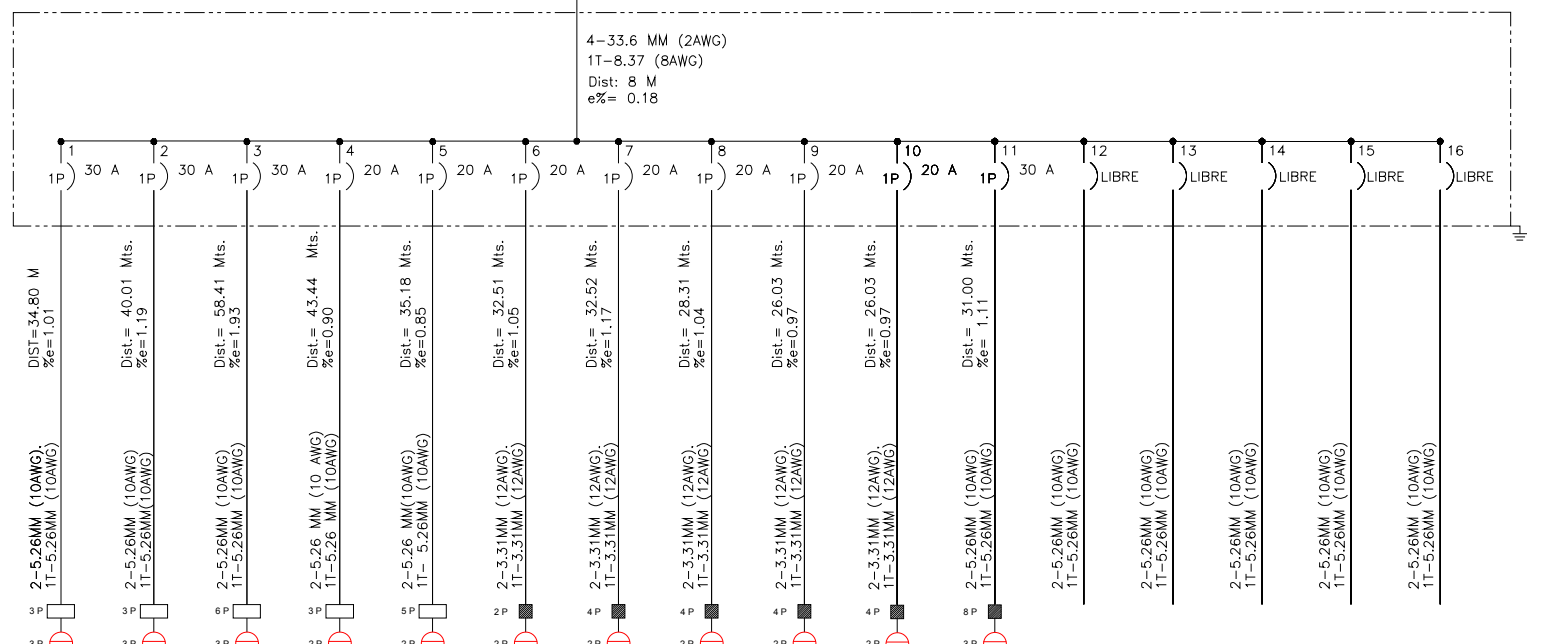 4-33.6 MM (2AWG)
1T-8.37 (8AWG)
Dist: 8 M
e%= 0.18
1 2 3 4 5 6 7 8 9 10 11 12 13 14 15 16
1P 30 A 1P 30 A 1P 30 A 1P 20 A 1P 20 A 1P 20 A 1P 20 A 1P 20 A 1P 20 A 1P 20 A 1P 30 A LIBRE LIBRE LIBRE LIBRE LIBRE
DIST=34.80 M
%e=1.01
Dist.= 40.01 Mts.
%e=1.19
Dist.= 58.41 Mts.
%e=1.93
Dist.= 43.44 Mts.
%e=0.90
Dist.= 35.18 Mts.
%e=0.85
Dist.= 32.51 Mts.
%e=1.05
Dist.= 32.52 Mts.
%e=1.17
Dist.= 28.31 Mts.
%e=1.04
Dist.= 26.03 Mts.
%e=0.97
Dist.= 26.03 Mts.
%e=0.97
Dist.= 31.00 Mts.
%e= 1.11
2-5.26MM (10AWG).
1T-5.26MM (10AWG)
2-5.26MM (10AWG)
1T-5.26MM(10AWG)
2-5.26MM (10AWG)
1T-5.26MM (10AWG)
2-5.26 MM (10 AWG)
1T-5.26 MM (10AWG)
2-5.26 MM(10AWG)
1T- 5.26MM (10AWG)
2-3.31MM (12AWG).
1T-3.31MM (12AWG)
2-3.31MM (12AWG).
1T-3.31MM (12AWG)
2-3.31MM (12AWG).
1T-3.31MM (12AWG)
2-3.31MM (12AWG).
1T-3.31MM (12AWG)
2-3.31MM (12AWG).
1T-3.31MM (12AWG)
2-5.26MM (10AWG)
1T-5.26MM (10AWG)
2-5.26MM (10AWG)
1T-5.26MM (10AWG)
2-5.26MM (10AWG)
1T-5.26MM (10AWG)
2-5.26MM (10AWG)
1T-5.26MM (10AWG)
2-5.26MM (10AWG)
1T-5.26MM (10AWG)
2-5.26MM (10AWG)
1T-5.26MM (10AWG)
3P 3P 6P 3P 5P 2P 4P 4P 4P 4P 8P